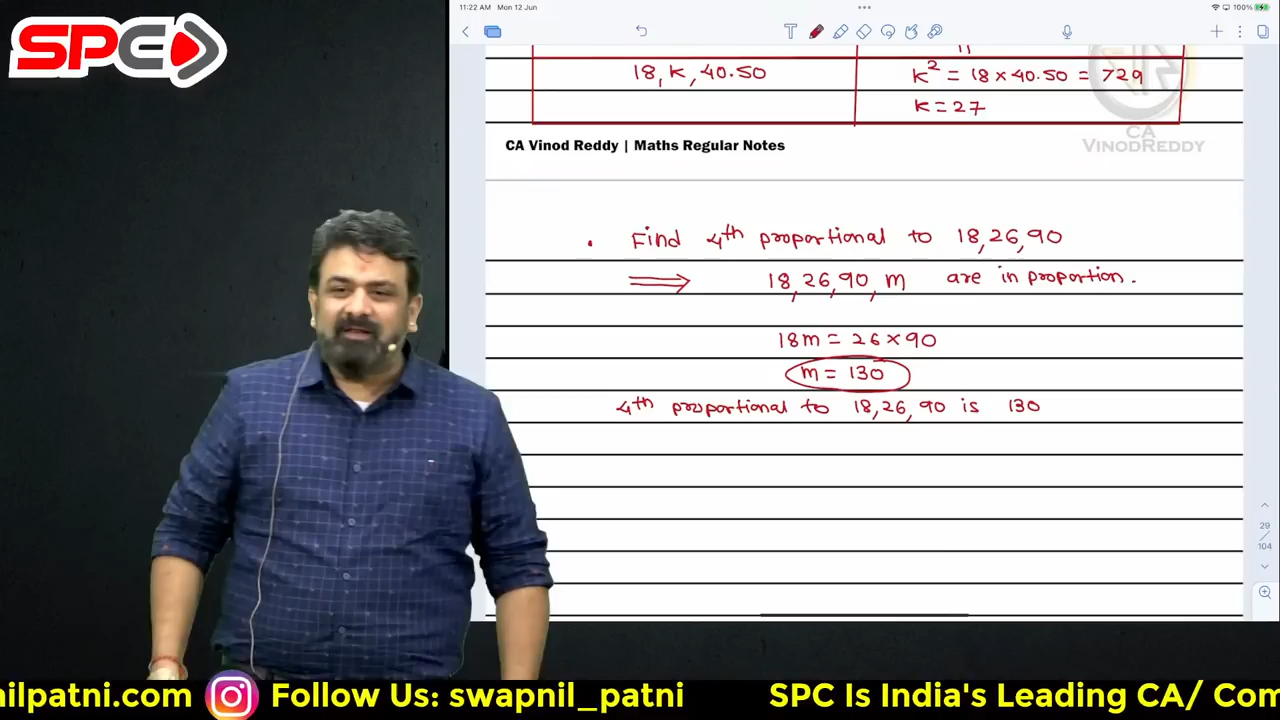 11:22 AM Mon 12 Jun
100%
SPC
18, K, 40.50
K² = 18 × 40.50 = 729
K = 27
CA
VINODREDDY
CA Vinod Reddy | Maths Regular Notes
. Find 4th proportional to 18,26,90
⟹ 18,26,90, m are in proportion.
18m = 26 × 90
m = 130
4th proportional to 18,26,90 is 130
29
104
nilpatni.com Follow Us: swapnil_patni SPC Is India's Leading CA/ Com